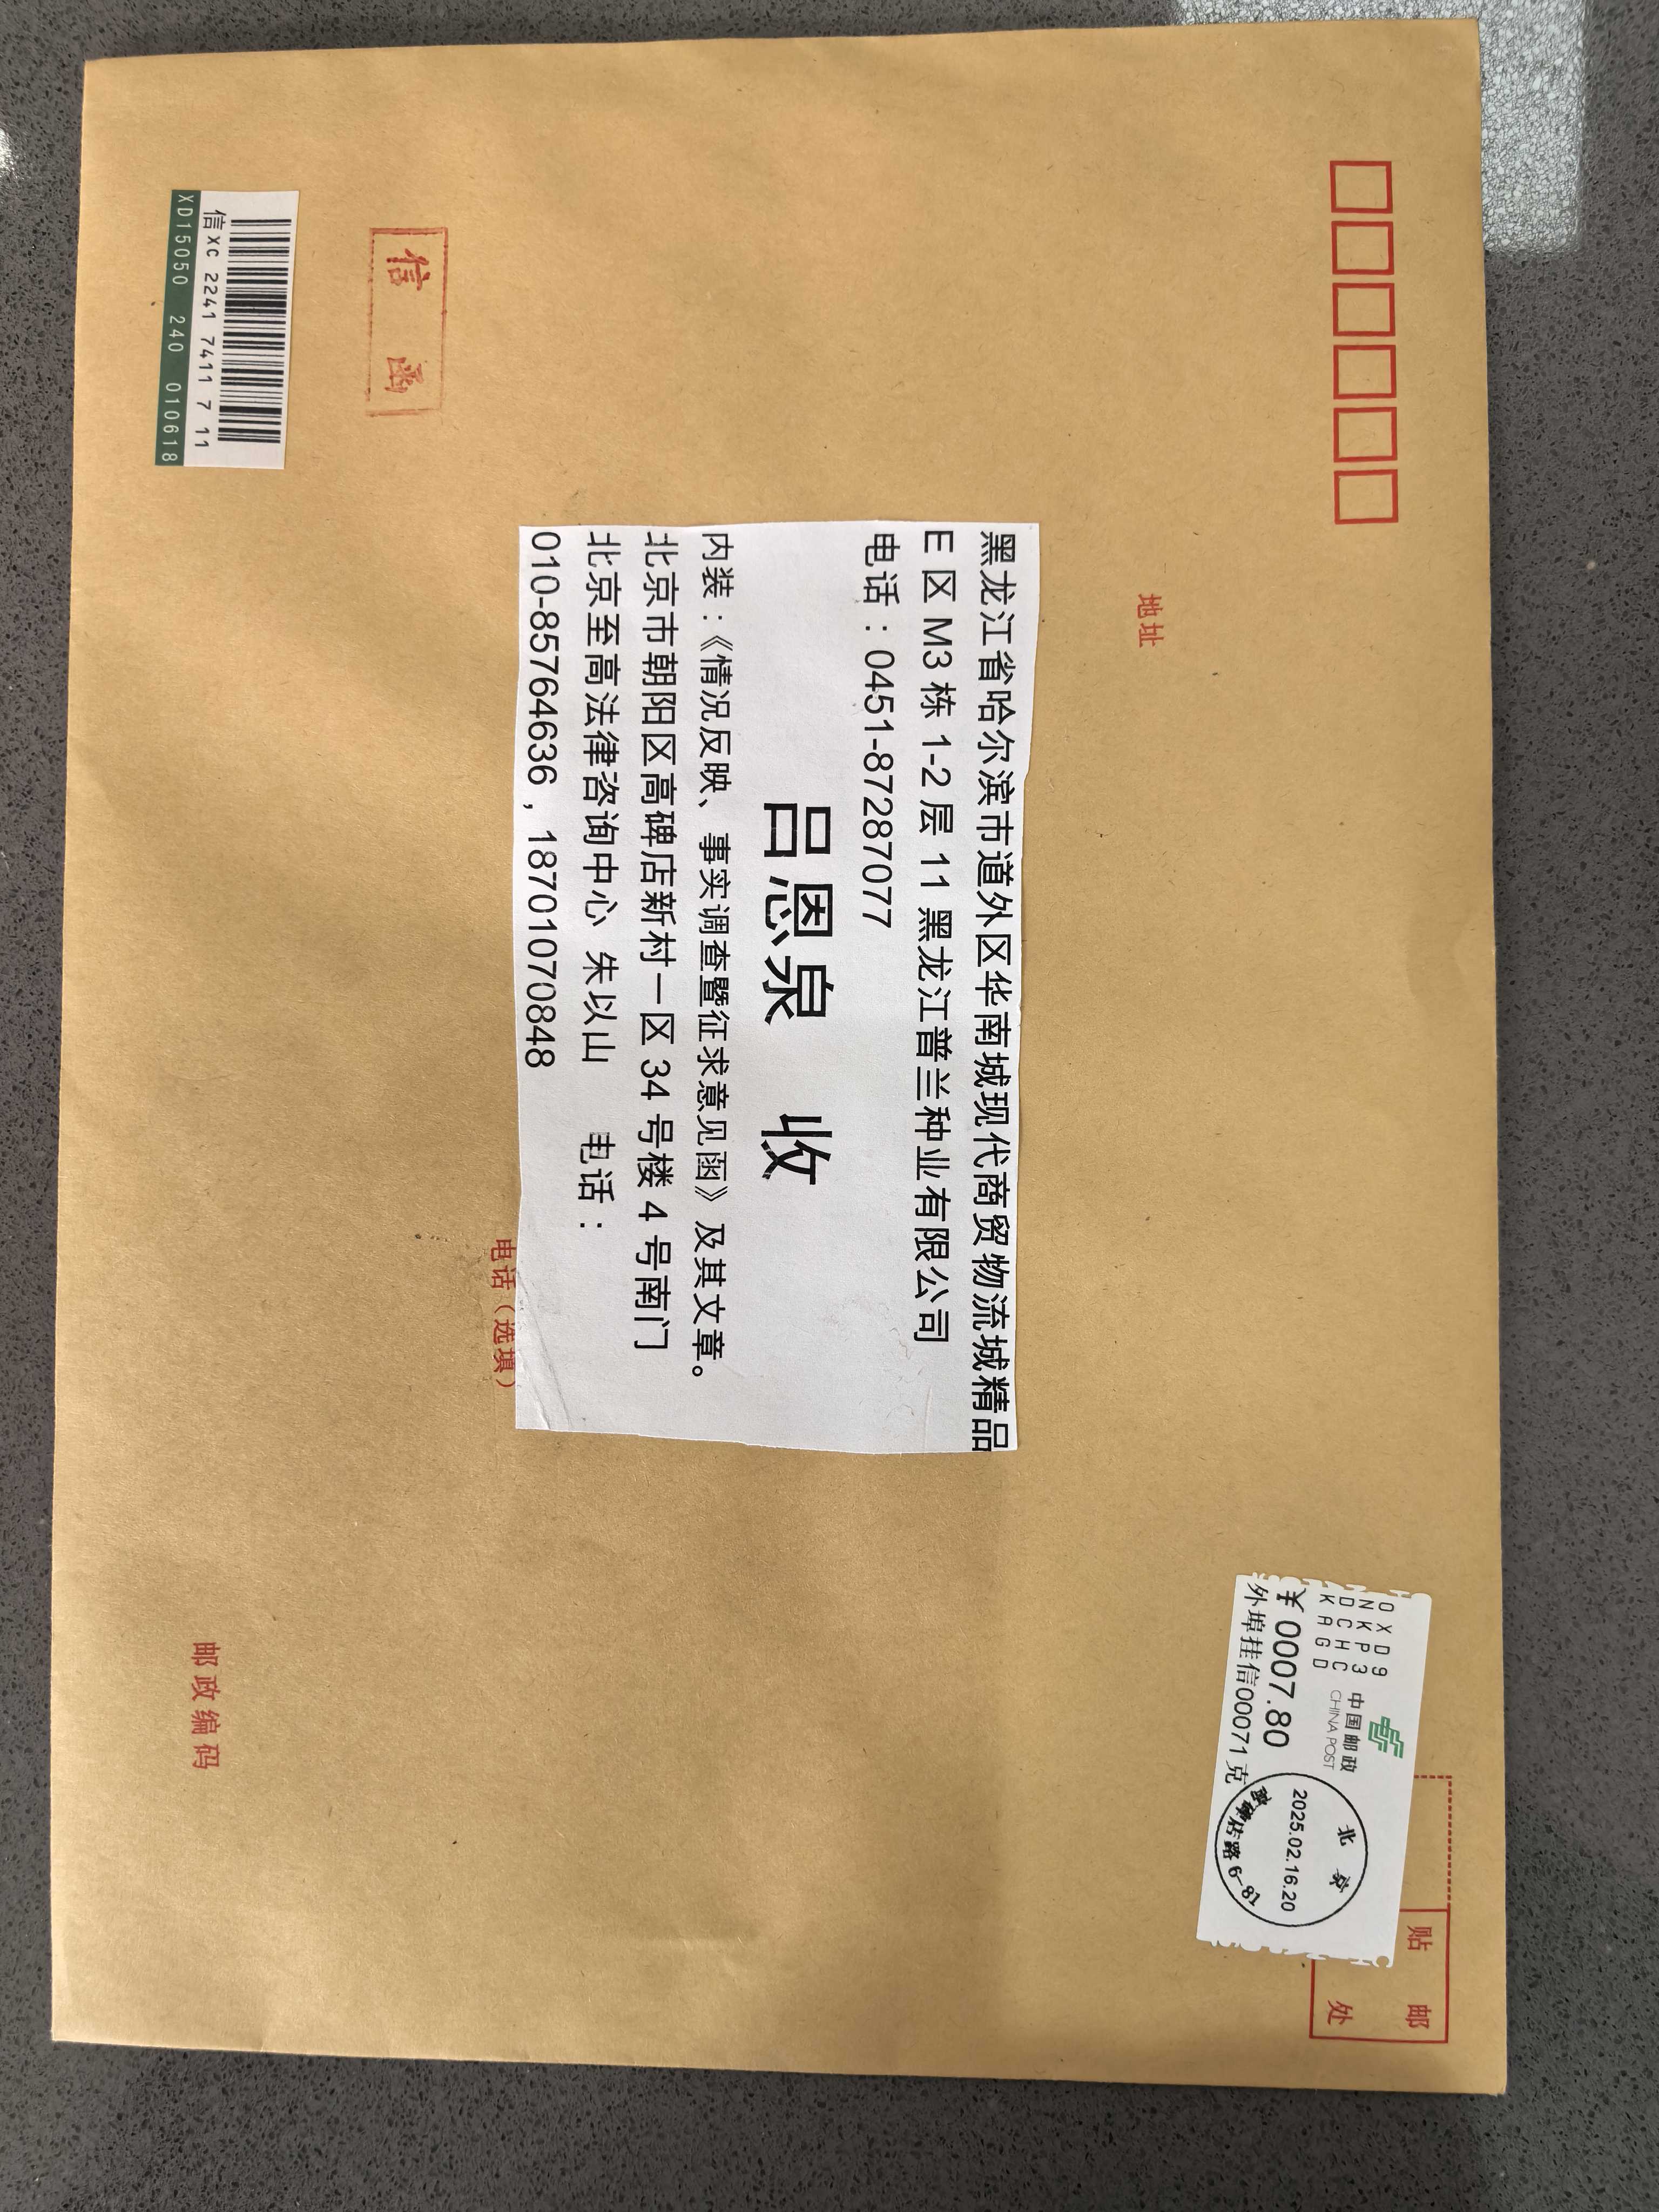 贴 邮
处
OXD9
NKP3
DCHC
KAGD
中国邮政
CHINA POST
¥0007.80
外埠挂信00071克
北京
2025.02.16.20
地址
黑龙江省哈尔滨市道外区华南城现代商贸物流城精品
E 区 M3 栋 1-2 层 11 黑龙江普兰种业有限公司
电话：0451-87287077
吕恩泉 收
内装：《情况反映、事实调查暨征求意见函》及其文章。
北京市朝阳区高碑店新村一区 34 号楼 4 号南门
北京至高法律咨询中心 朱以山 电话：
010-85764636，18701070848
电话（选填）
信 函
信XC 2241 7411 7 11
XD15050 240 010618
邮政编码